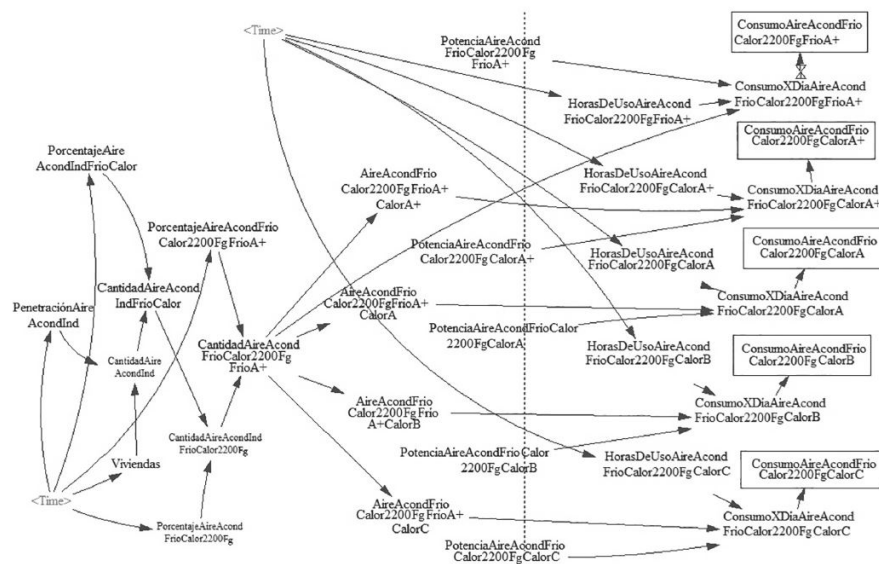 <Time>
PotenciaAireAcond
FrioCalor2200Fg
FrioA+
ConsumoAireAcondFrio
Calor2200FgFrioA+
ConsumoXDiaAireAcond
FrioCalor2200FgFrioA+
HorasDeUsoAireAcond
FrioCalor2200FgFrioA+
ConsumoAireAcondFrio
Calor2200FgCalorA+
PorcentajeAire
AcondIndFrioCalor
AireAcondFrio
Calor2200FgFrioA+
CalorA+
HorasDeUsoAireAcond
FrioCalor2200FgCalorA+
ConsumoXDiaAireAcond
FrioCalor2200FgCalorA+
PorcentajeAireAcondFrio
Calor2200FgFrioA+
PotenciaAireAcondFrio
Calor2200FgCalorA+
HorasDeUsoAireAcond
FrioCalor2200FgCalorA
ConsumoAireAcondFrio
Calor2200FgCalorA
CantidadAireAcond
IndFrioCalor
PenetraciónAire
AcondInd
AireAcondFrio
Calor2200FgFrioA+
CalorA
ConsumoXDiaAireAcond
FrioCalor2200FgCalorA
PotenciaAireAcondFrioCalor
2200FgCalorA
CantidadAireAcond
FrioCalor2200Fg
FrioA+
HorasDeUsoAireAcond
FrioCalor2200FgCalorB
ConsumoAireAcondFrio
Calor2200FgCalorB
CantidadAire
AcondInd
AireAcondFrio
Calor2200FgFrio
A+CalorB
ConsumoXDiaAireAcond
FrioCalor2200FgCalorB
CantidadAireAcondInd
FrioCalor2200Fg
PotenciaAireAcondFrioCalor
2200FgCalorB
HorasDeUsoAireAcond
FrioCalor2200FgCalorC
ConsumoAireAcondFrio
Calor2200FgCalorC
Viviendas
<Time>
AireAcondFrio
Calor2200FgFrioA+
CalorC
ConsumoXDiaAireAcond
FrioCalor2200FgCalorC
PorcentajeAireAcond
FrioCalor2200Fg
PotenciaAireAcondFrio
Calor2200FgCalorC